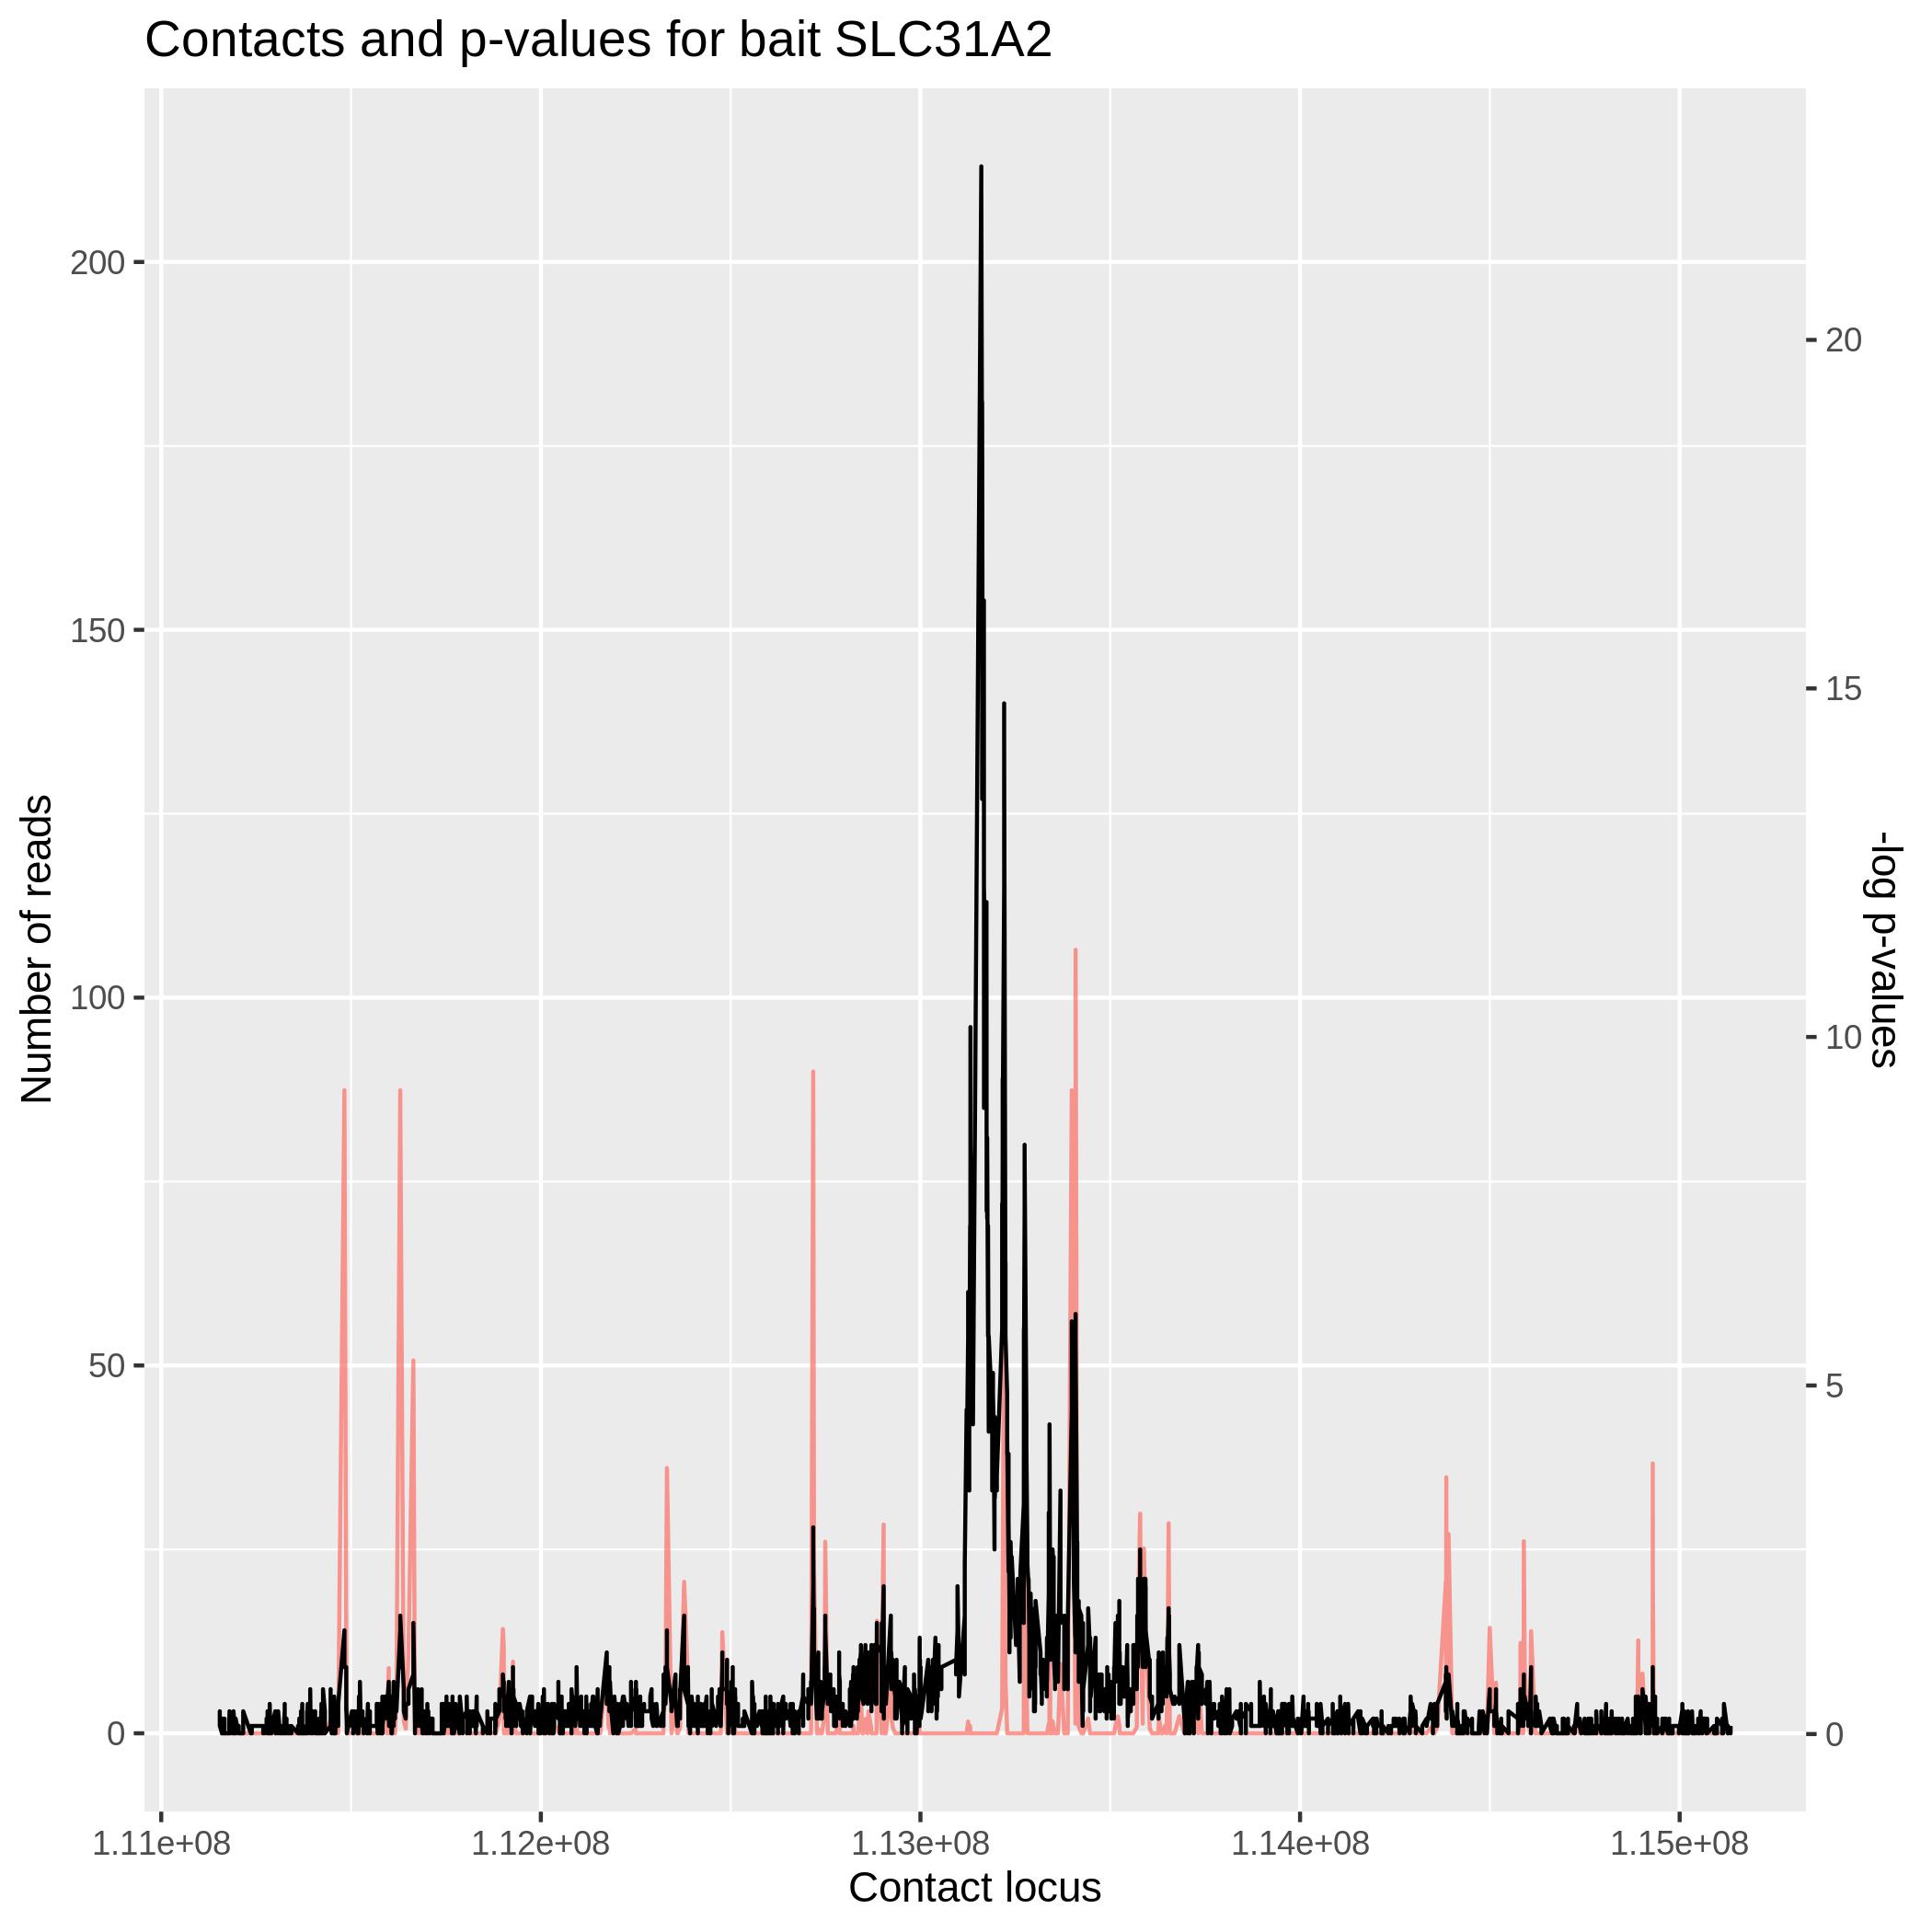 Contacts and p-values for bait SLC31A2
200
150
100
50
0
Number of reads
20
15
10
5
0
-log p-values
1.11e+08 1.12e+08 1.13e+08 1.14e+08 1.15e+08
Contact locus